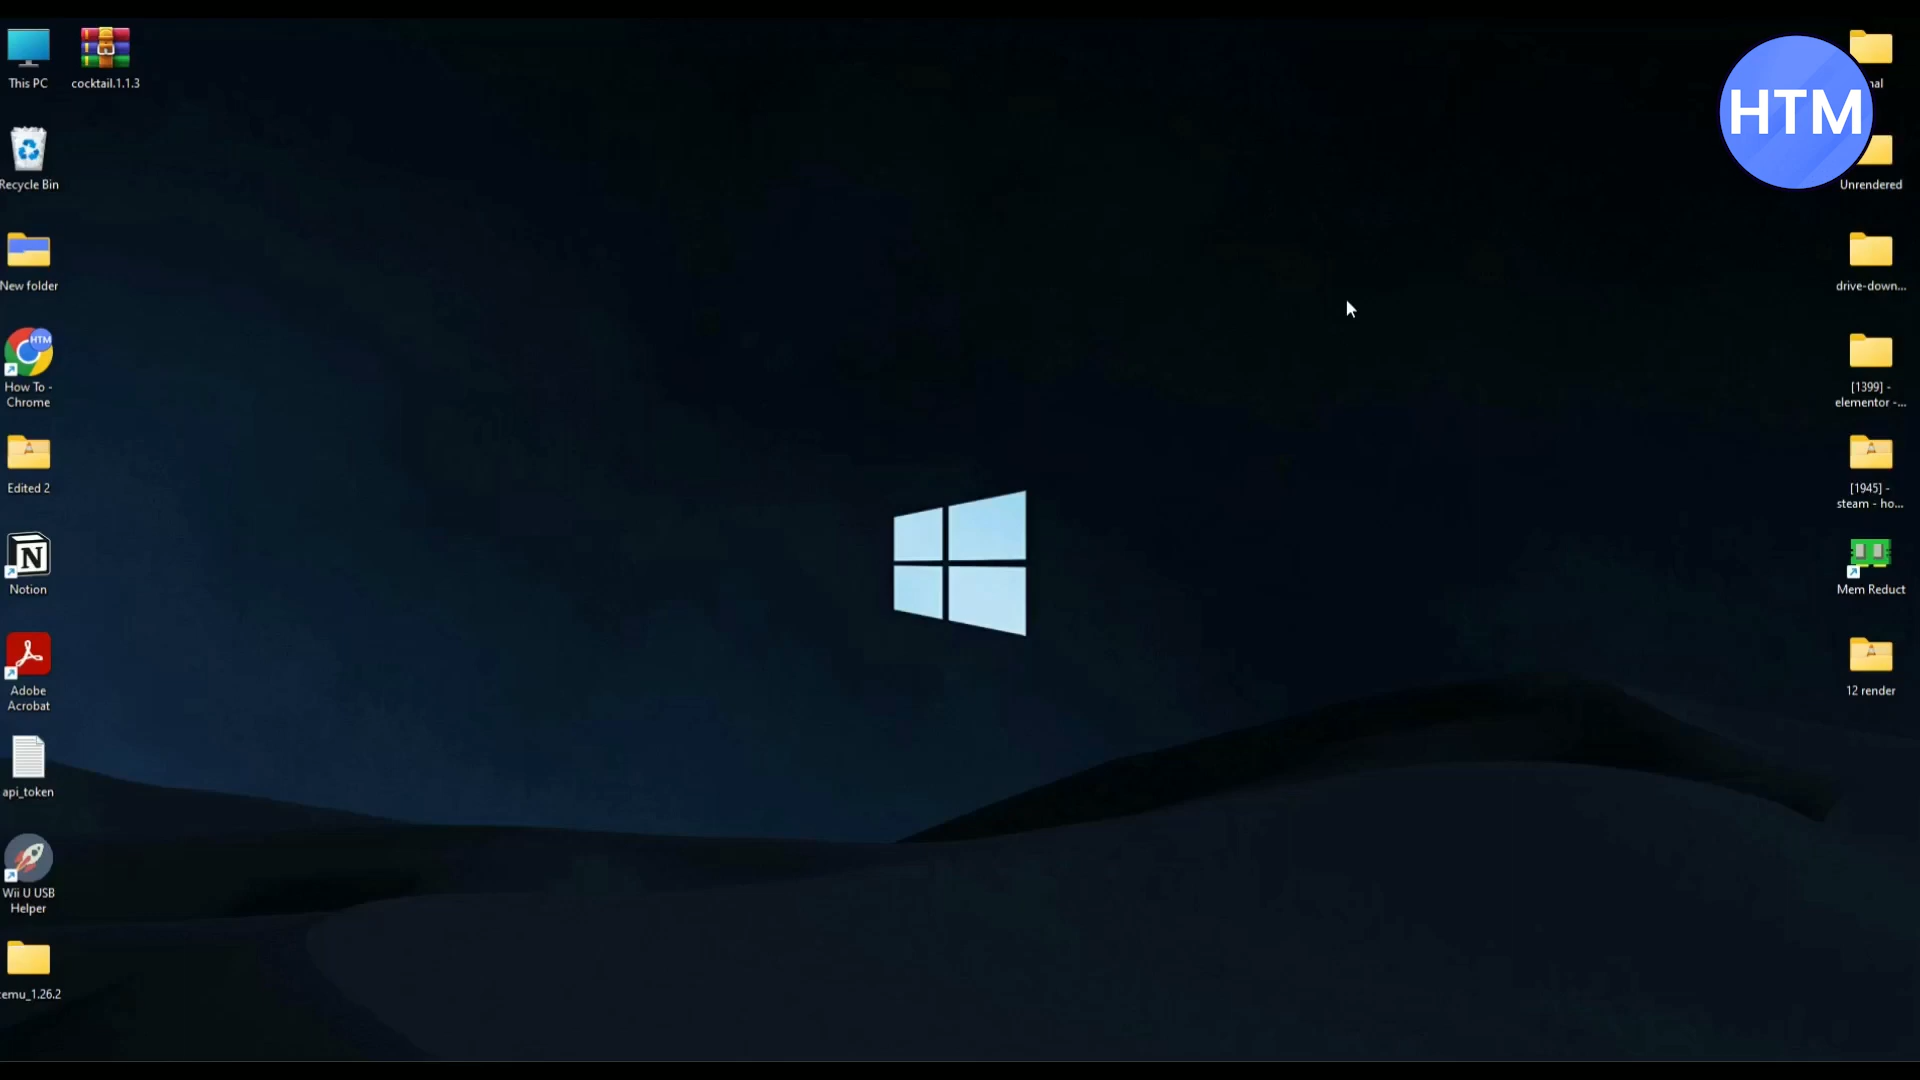 This PC
cocktail.1.1.3
Recycle Bin
New folder
HTM
How To -
Chrome
Edited 2
N
Notion
Adobe
Acrobat
api_token
Wii U USB
Helper
emu_1.26.2
HTM
Unrendered
drive-down...
[1399] -
elementor -...
[1945] -
steam - ho...
Mem Reduct
12 render